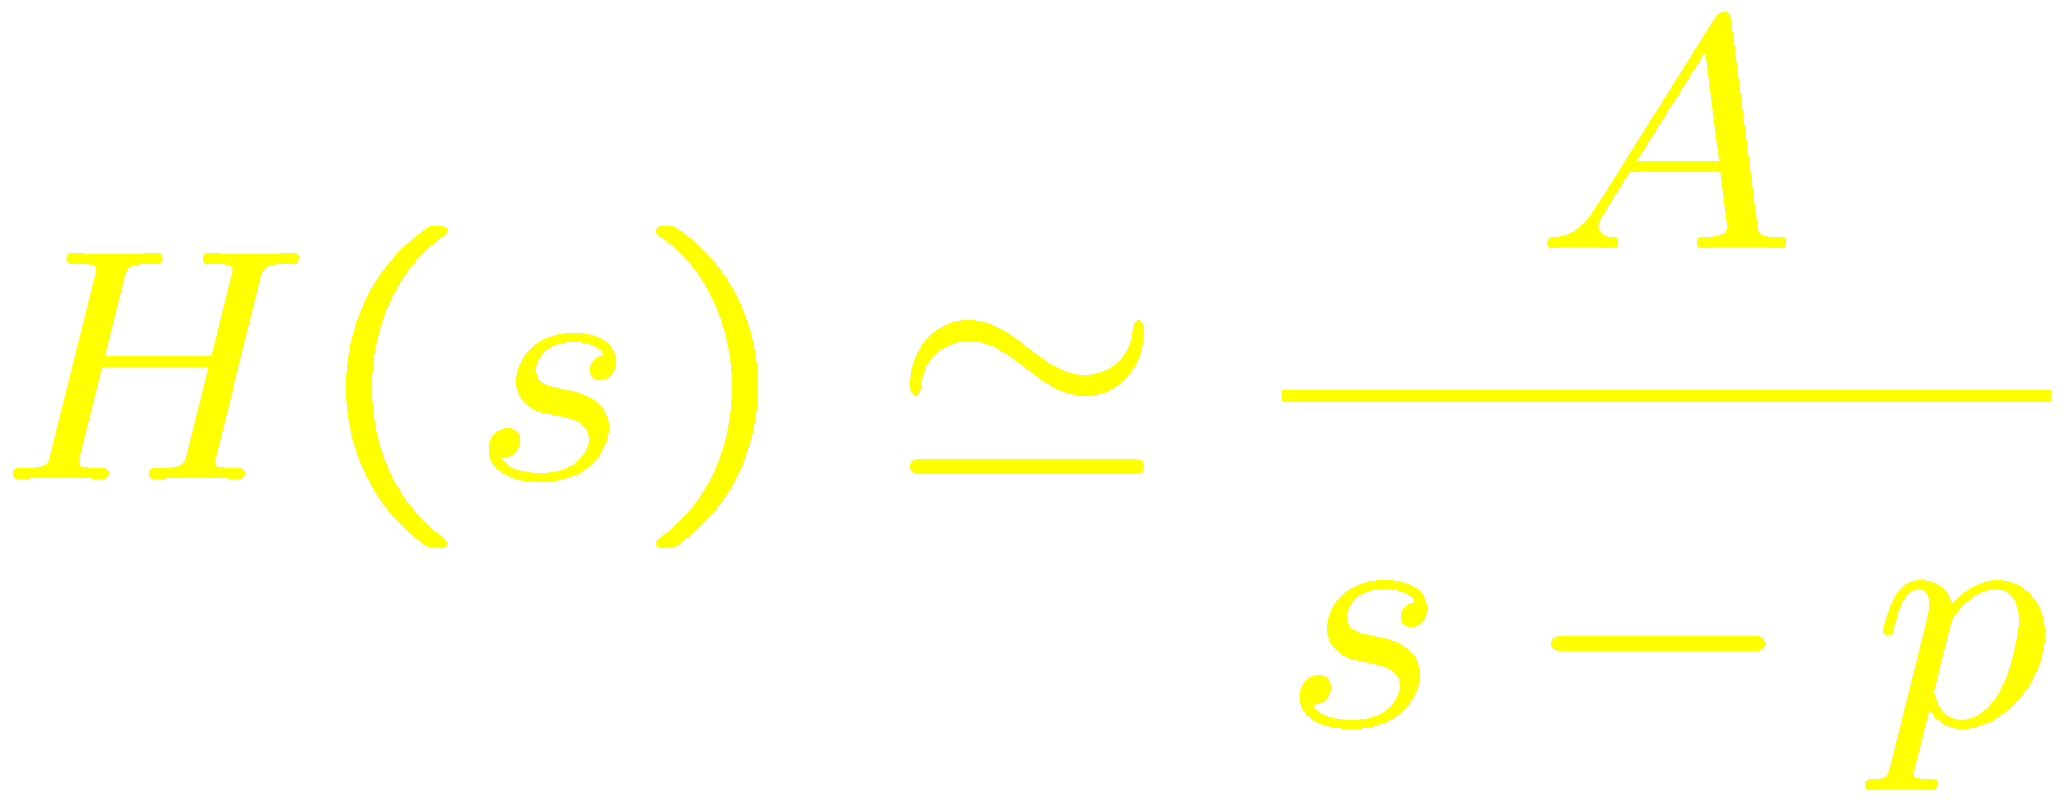 H(s) ≃ A / (s − p)